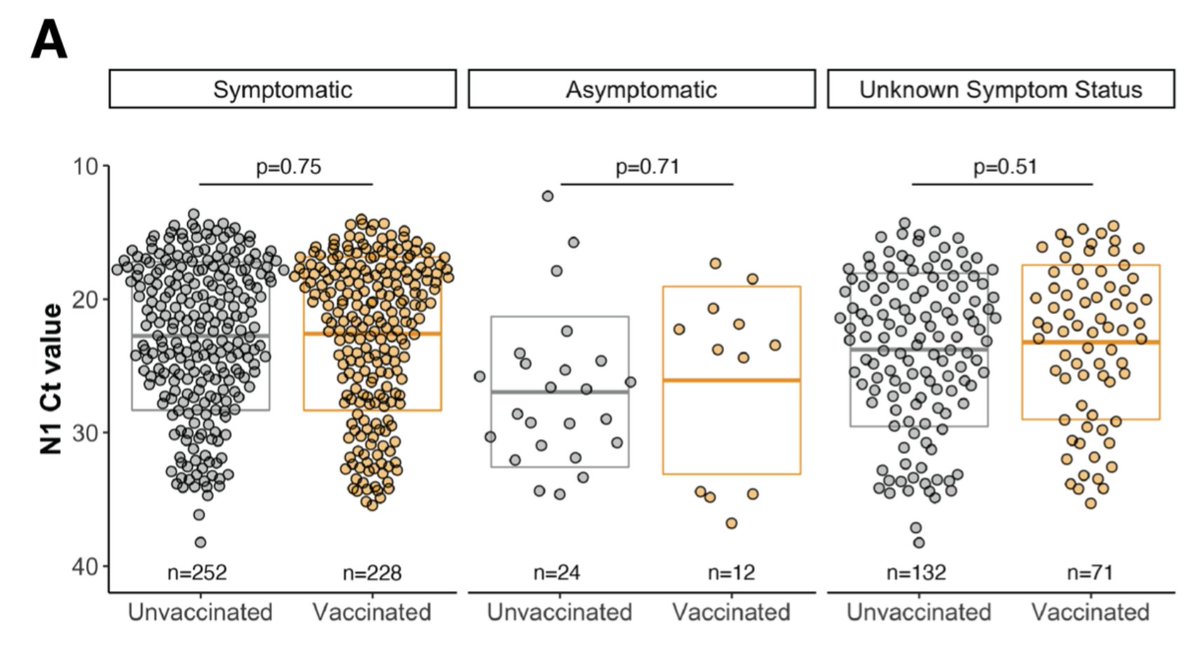 A
Symptomatic
Asymptomatic
Unknown Symptom Status
N1 Ct value
10
20
30
40
p=0.75
p=0.71
p=0.51
n=252
n=228
n=24
n=12
n=132
n=71
Unvaccinated
Vaccinated
Unvaccinated
Vaccinated
Unvaccinated
Vaccinated